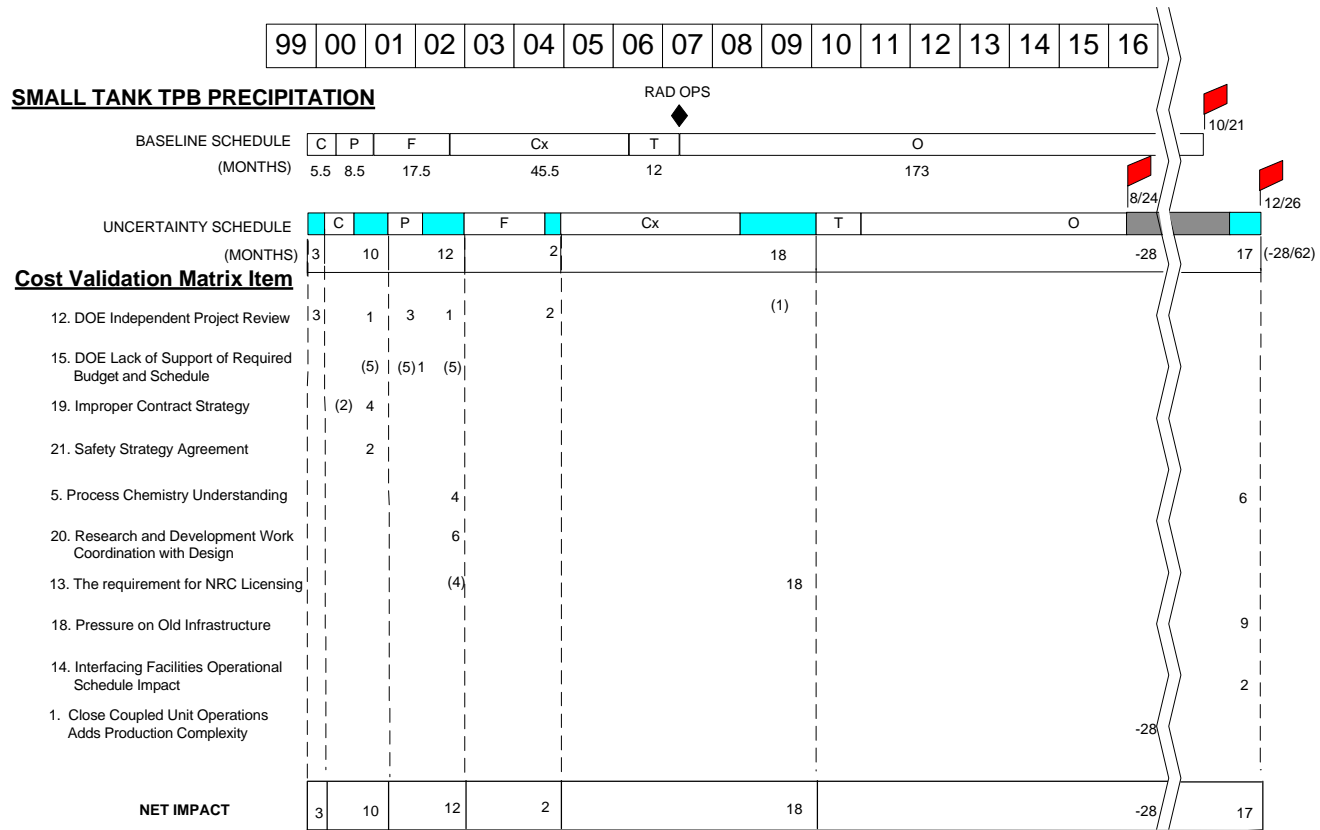 99 00 01 02 03 04 05 06 07 08 09 10 11 12 13 14 15 16
SMALL TANK TPB PRECIPITATION
RAD OPS
10/21
BASELINE SCHEDULE C P F Cx T O
(MONTHS) 5.5 8.5 17.5 45.5 12 173
8/24
12/26
UNCERTAINTY SCHEDULE C P F Cx T O
(MONTHS) 3 10 12 2 18 -28 17 (-28/62)
Cost Validation Matrix Item
12. DOE Independent Project Review 3 1 3 1 2 (1)
15. DOE Lack of Support of Required
Budget and Schedule (5) (5) 1 (5)
19. Improper Contract Strategy (2) 4
21. Safety Strategy Agreement 2
5. Process Chemistry Understanding 4 6
20. Research and Development Work 6
Coordination with Design
13. The requirement for NRC Licensing (4) 18
18. Pressure on Old Infrastructure 9
14. Interfacing Facilities Operational
Schedule Impact 2
1. Close Coupled Unit Operations
Adds Production Complexity -28
NET IMPACT 3 10 12 2 18 -28 17